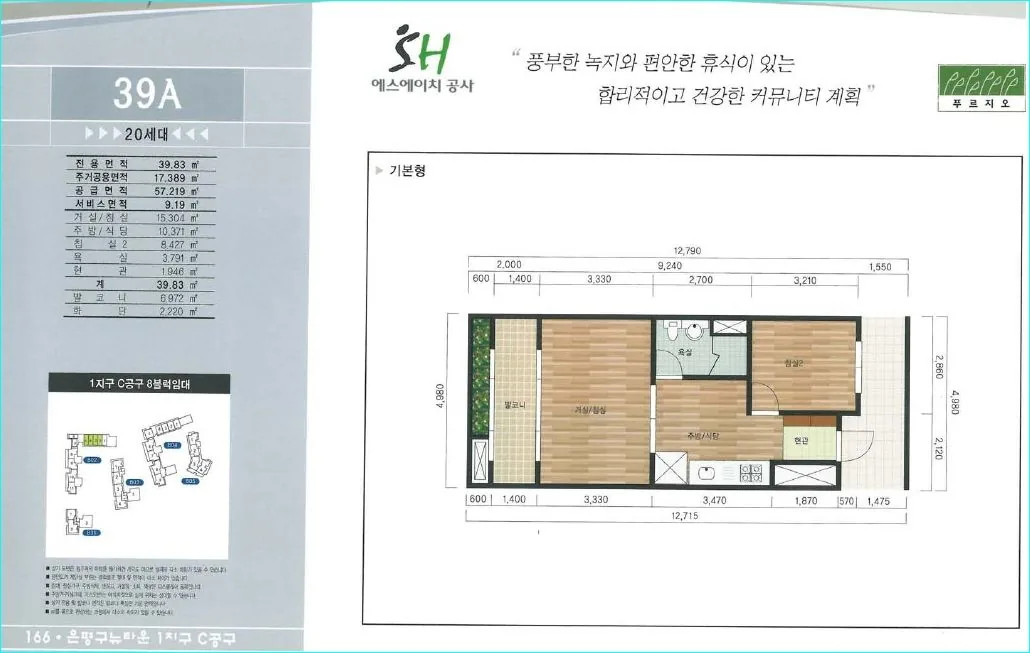 39A
20세대
전용면적 39.83 ㎡
주거공용면적 17.389 ㎡
공급면적 57.219 ㎡
서비스면적 9.19 ㎡
거실/침실 15.304 ㎡
주방/식당 10.371 ㎡
침실2 8.427 ㎡
욕실 3.791 ㎡
현관 1.946 ㎡
계 39.83 ㎡
발코니 6.972 ㎡
화단 2.220 ㎡
1지구 C공구 8블럭임대
804
802
803
805
166 • 은평구뉴타운 1지구 C공구
SH
에스에이치 공사
“ 풍부한 녹지와 편안한 휴식이 있는
합리적이고 건강한 커뮤니티 계획 ”
푸르지오
기본형
12,790
2,000 9,240 1,550
600 1,400 3,330 2,700 3,210
4,980
욕실
침실2
발코니
거실/침실
주방/식당
현관
2,860
4,980
2,120
600 1,400 3,330 3,470 1,870 570 1,475
12,715